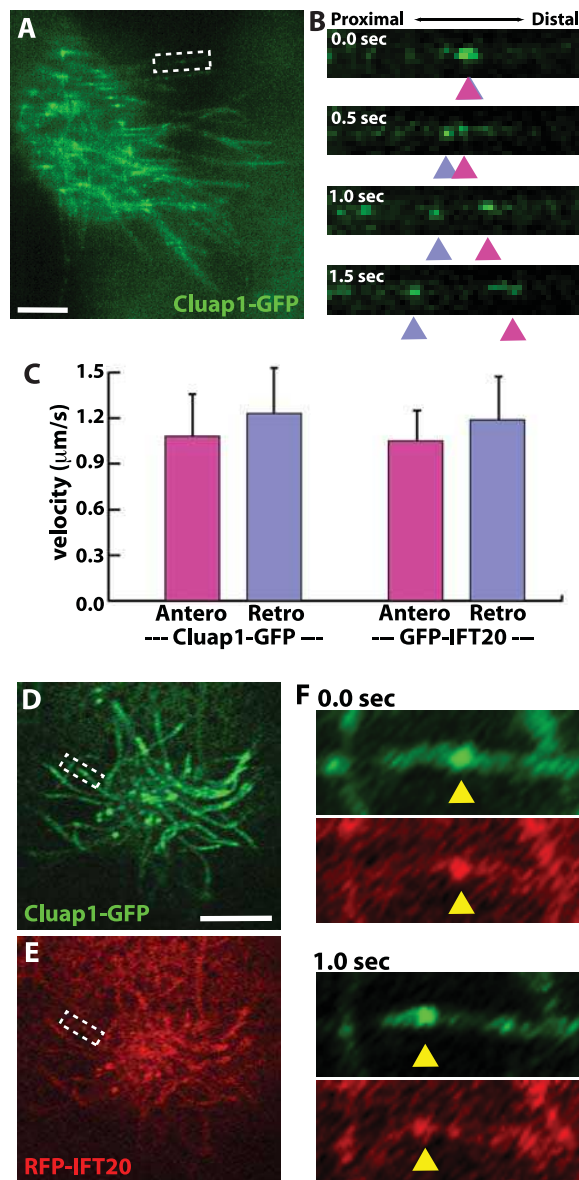 A
Cluap1-GFP
B
Proximal Distal
0.0 sec
0.5 sec
1.0 sec
1.5 sec
C
velocity (μm/s)
1.5
1.2
0.9
0.6
0.3
0.0
Antero Retro Antero Retro
--- Cluap1-GFP --- --- GFP-IFT20 ---
D
Cluap1-GFP
E
RFP-IFT20
F
0.0 sec
1.0 sec